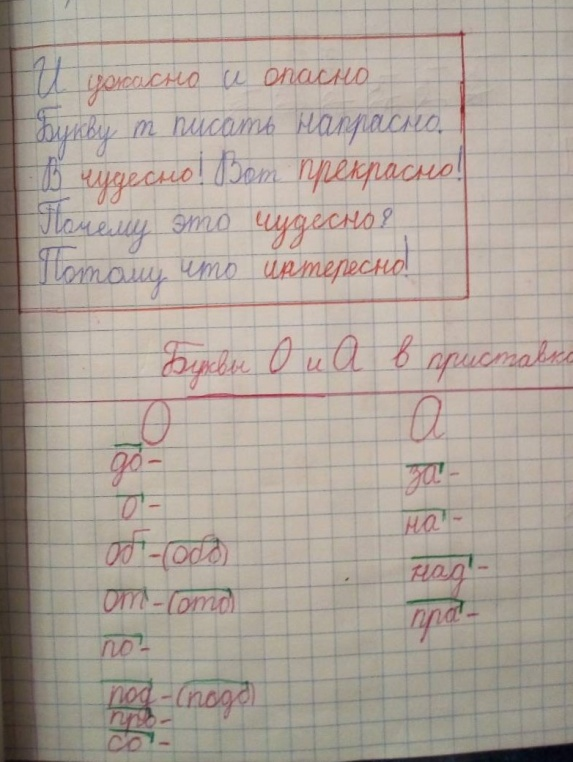 И ужасно и опасно
Букву т писать напрасно.
В чудесно! Вот прекрасно!
Почему это чудесно?
Потому что интересно!
Буквы О и А в приставка
О
А
до-
за-
о-
на-
об-(обо)
над-
от-(ото)
пра-
по-
под-(подо)
про-
со-